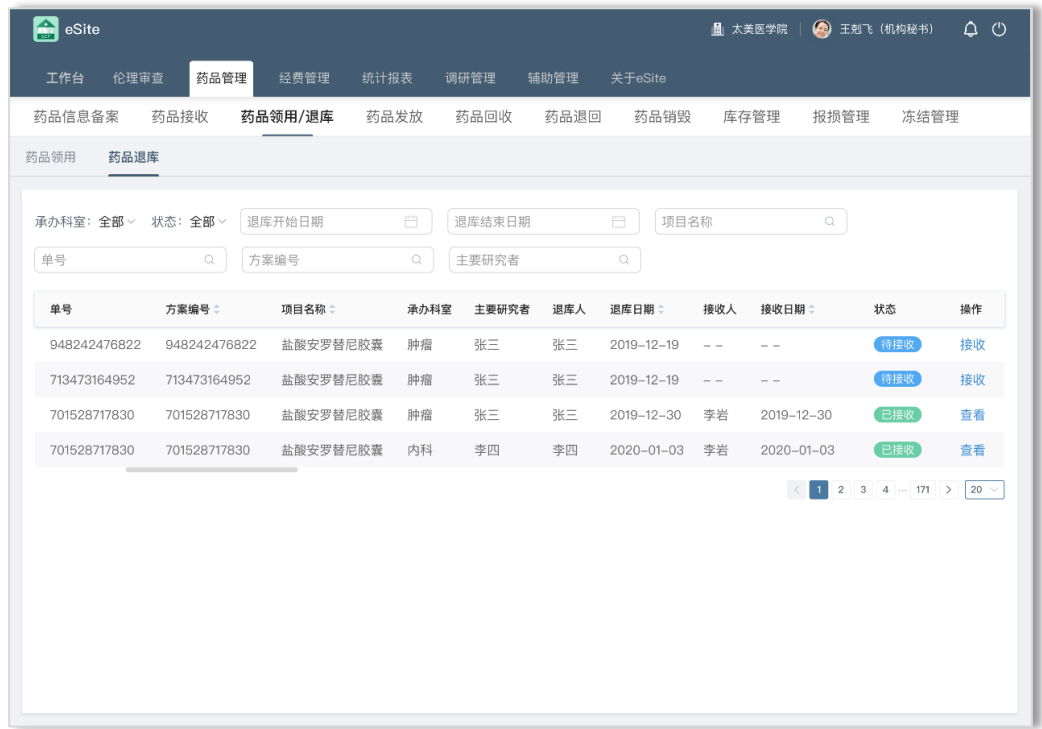 eSite 太美医学院 王剋飞（机构秘书）
工作台 伦理审查 药品管理 经费管理 统计报表 调研管理 辅助管理 关于eSite
药品信息备案 药品接收 药品领用/退库 药品发放 药品回收 药品退回 药品销毁 库存管理 报损管理 冻结管理
药品领用 药品退库
承办科室：全部 状态：全部 退库开始日期 退库结束日期 项目名称
单号 方案编号 主要研究者
单号 方案编号 项目名称 承办科室 主要研究者 退库人 退库日期 接收人 接收日期 状态 操作
948242476822 948242476822 盐酸安罗替尼胶囊 肿瘤 张三 张三 2019-12-19 -- -- 待接收 接收
713473164952 713473164952 盐酸安罗替尼胶囊 肿瘤 张三 张三 2019-12-19 -- -- 待接收 接收
701528717830 701528717830 盐酸安罗替尼胶囊 肿瘤 张三 张三 2019-12-30 李岩 2019-12-30 已接收 查看
701528717830 701528717830 盐酸安罗替尼胶囊 内科 李四 李四 2020-01-03 李岩 2020-01-03 已接收 查看
< 1 2 3 4 ... 171 > 20